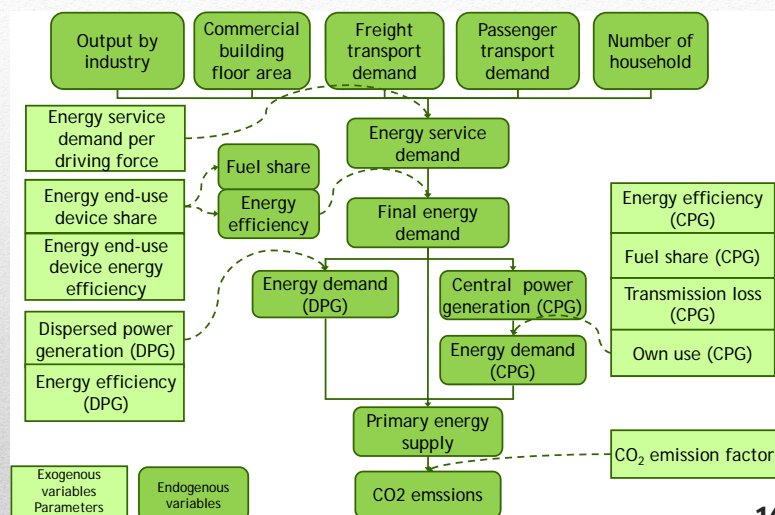 Output by
industry
Commercial
building
floor area
Freight
transport
demand
Passenger
transport
demand
Number of
household
Energy service
demand per
driving force
Energy service
demand
Fuel share
Energy end-use
device share
Energy
efficiency
Final energy
demand
Energy efficiency
(CPG)
Energy end-use
device energy
efficiency
Fuel share (CPG)
Energy demand
(DPG)
Central power
generation (CPG)
Transmission loss
(CPG)
Dispersed power
generation (DPG)
Energy demand
(CPG)
Own use (CPG)
Energy efficiency
(DPG)
Primary energy
supply
CO2 emission factor
Exogenous
variables
Parameters
Endogenous
variables
CO2 emssions